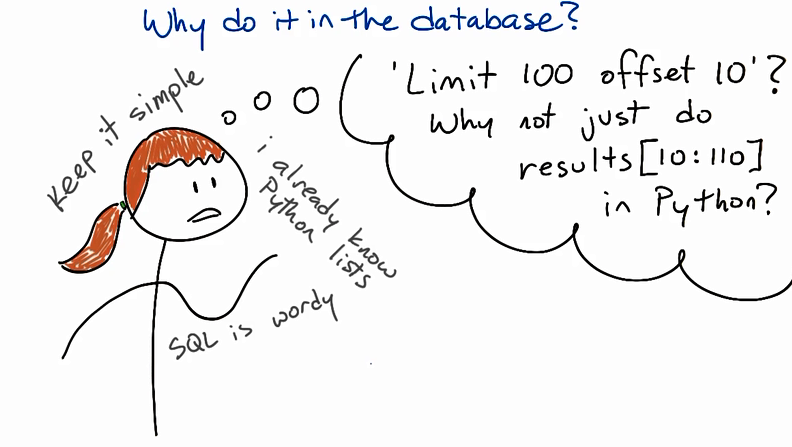 Why do it in the database?
'Limit 100 offset 10'?
Why not just do
results[10:110]
in Python?
keep it simple
i already know
Python lists
SQL is wordy